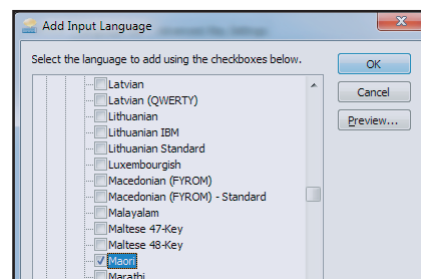 Add Input Language
Select the language to add using the checkboxes below.
OK
Cancel
Preview...
Latvian
Latvian (QWERTY)
Lithuanian
Lithuanian IBM
Lithuanian Standard
Luxembourgish
Macedonian (FYROM)
Macedonian (FYROM) - Standard
Malayalam
Maltese 47-Key
Maltese 48-Key
Maori
Marathi